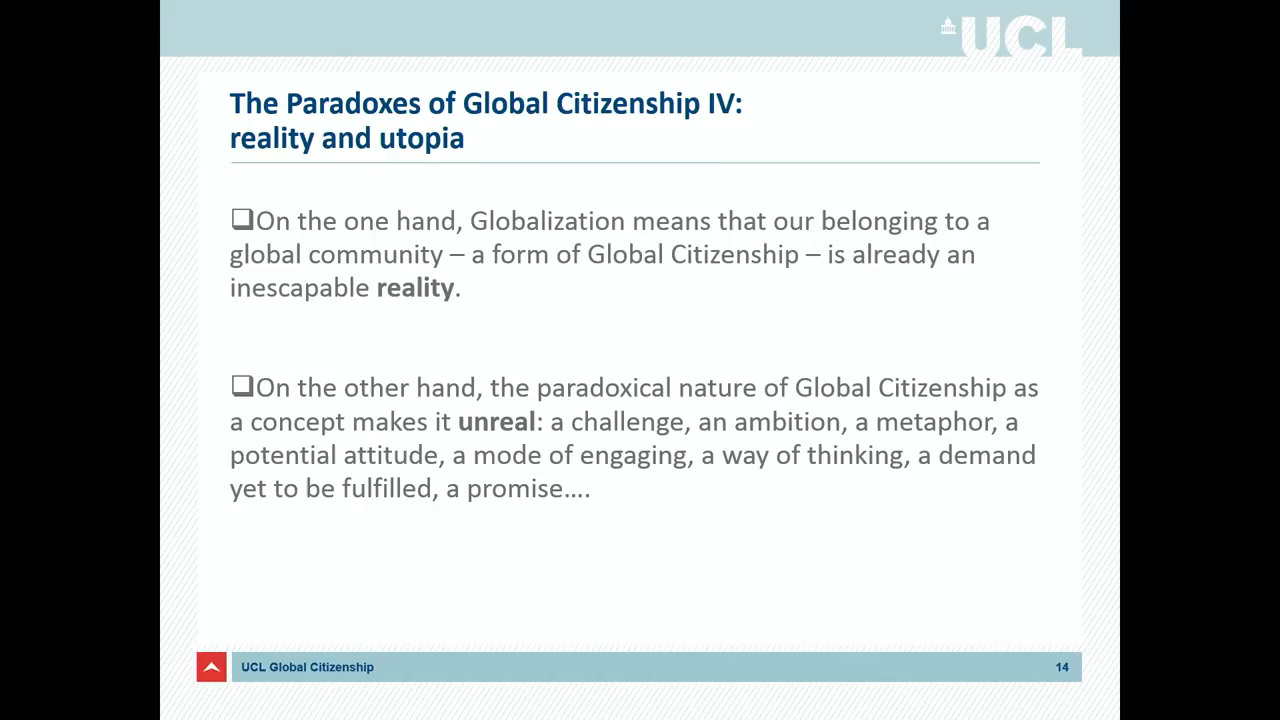 UCL
The Paradoxes of Global Citizenship IV:
reality and utopia
❑On the one hand, Globalization means that our belonging to a
global community – a form of Global Citizenship – is already an
inescapable reality.
❑On the other hand, the paradoxical nature of Global Citizenship as
a concept makes it unreal: a challenge, an ambition, a metaphor, a
potential attitude, a mode of engaging, a way of thinking, a demand
yet to be fulfilled, a promise….
UCL Global Citizenship
14